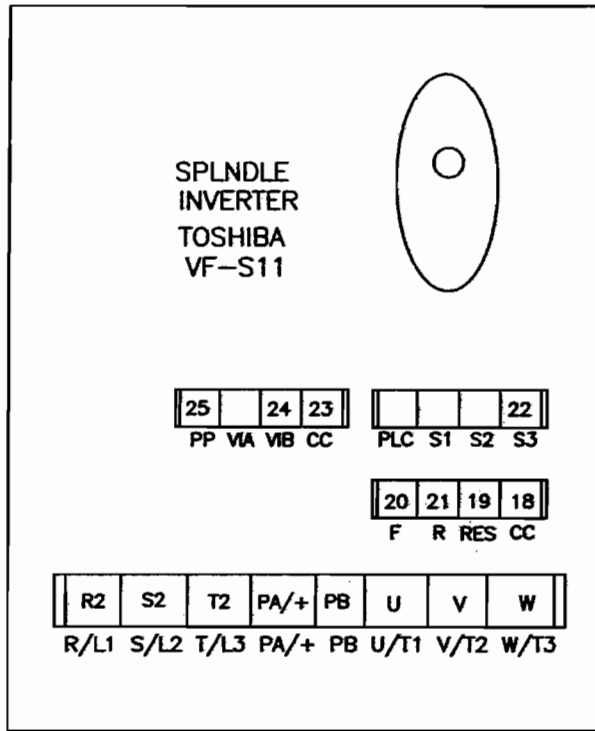 SPLNDLE
INVERTER
TOSHIBA
VF-S11
25 24 23
PP VIA VIB CC
22
PLC S1 S2 S3
20 21 19 18
F R RES CC
R2 S2 T2 PA/+ PB U V W
R/L1 S/L2 T/L3 PA/+ PB U/T1 V/T2 W/T3